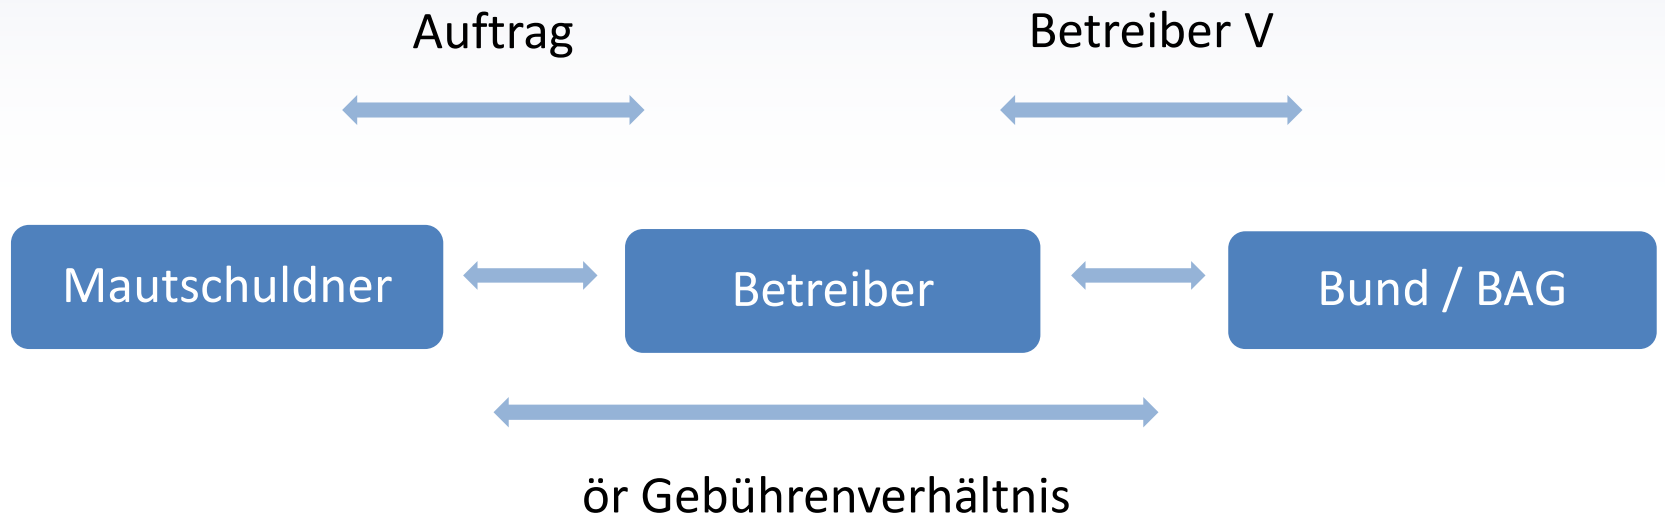 Auftrag
Betreiber V
Mautschuldner
Betreiber
Bund / BAG
ör Gebührenverhältnis